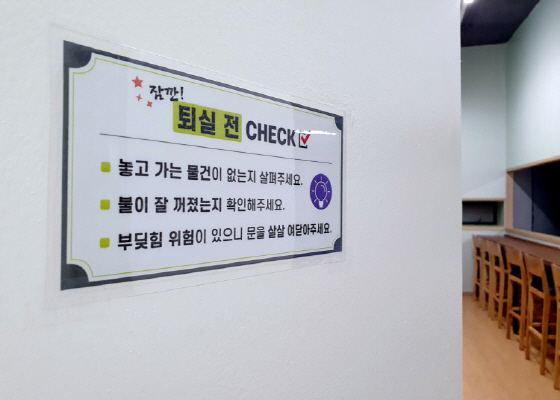 잠깐!
퇴실 전 CHECK
놓고 가는 물건이 없는지 살펴주세요.
불이 잘 꺼졌는지 확인해주세요.
부딪힘 위험이 있으니 문을 살살 여닫아주세요.